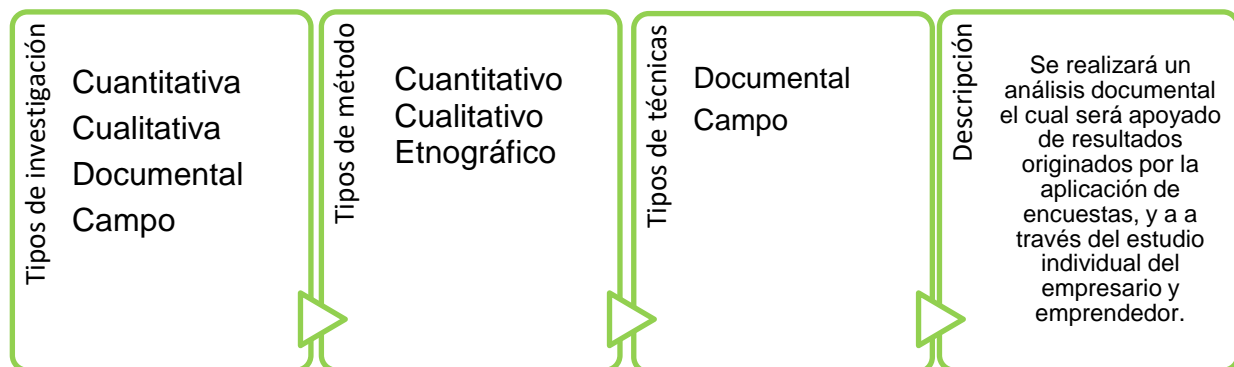 Tipos de investigación
Cuantitativa
Cualitativa
Documental
Campo
Tipos de método
Cuantitativo
Cualitativo
Etnográfico
Tipos de técnicas
Documental
Campo
Descripción
Se realizará un
análisis documental
el cual será apoyado
de resultados
originados por la
aplicación de
encuestas, y a a
través del estudio
individual del
empresario y
emprendedor.